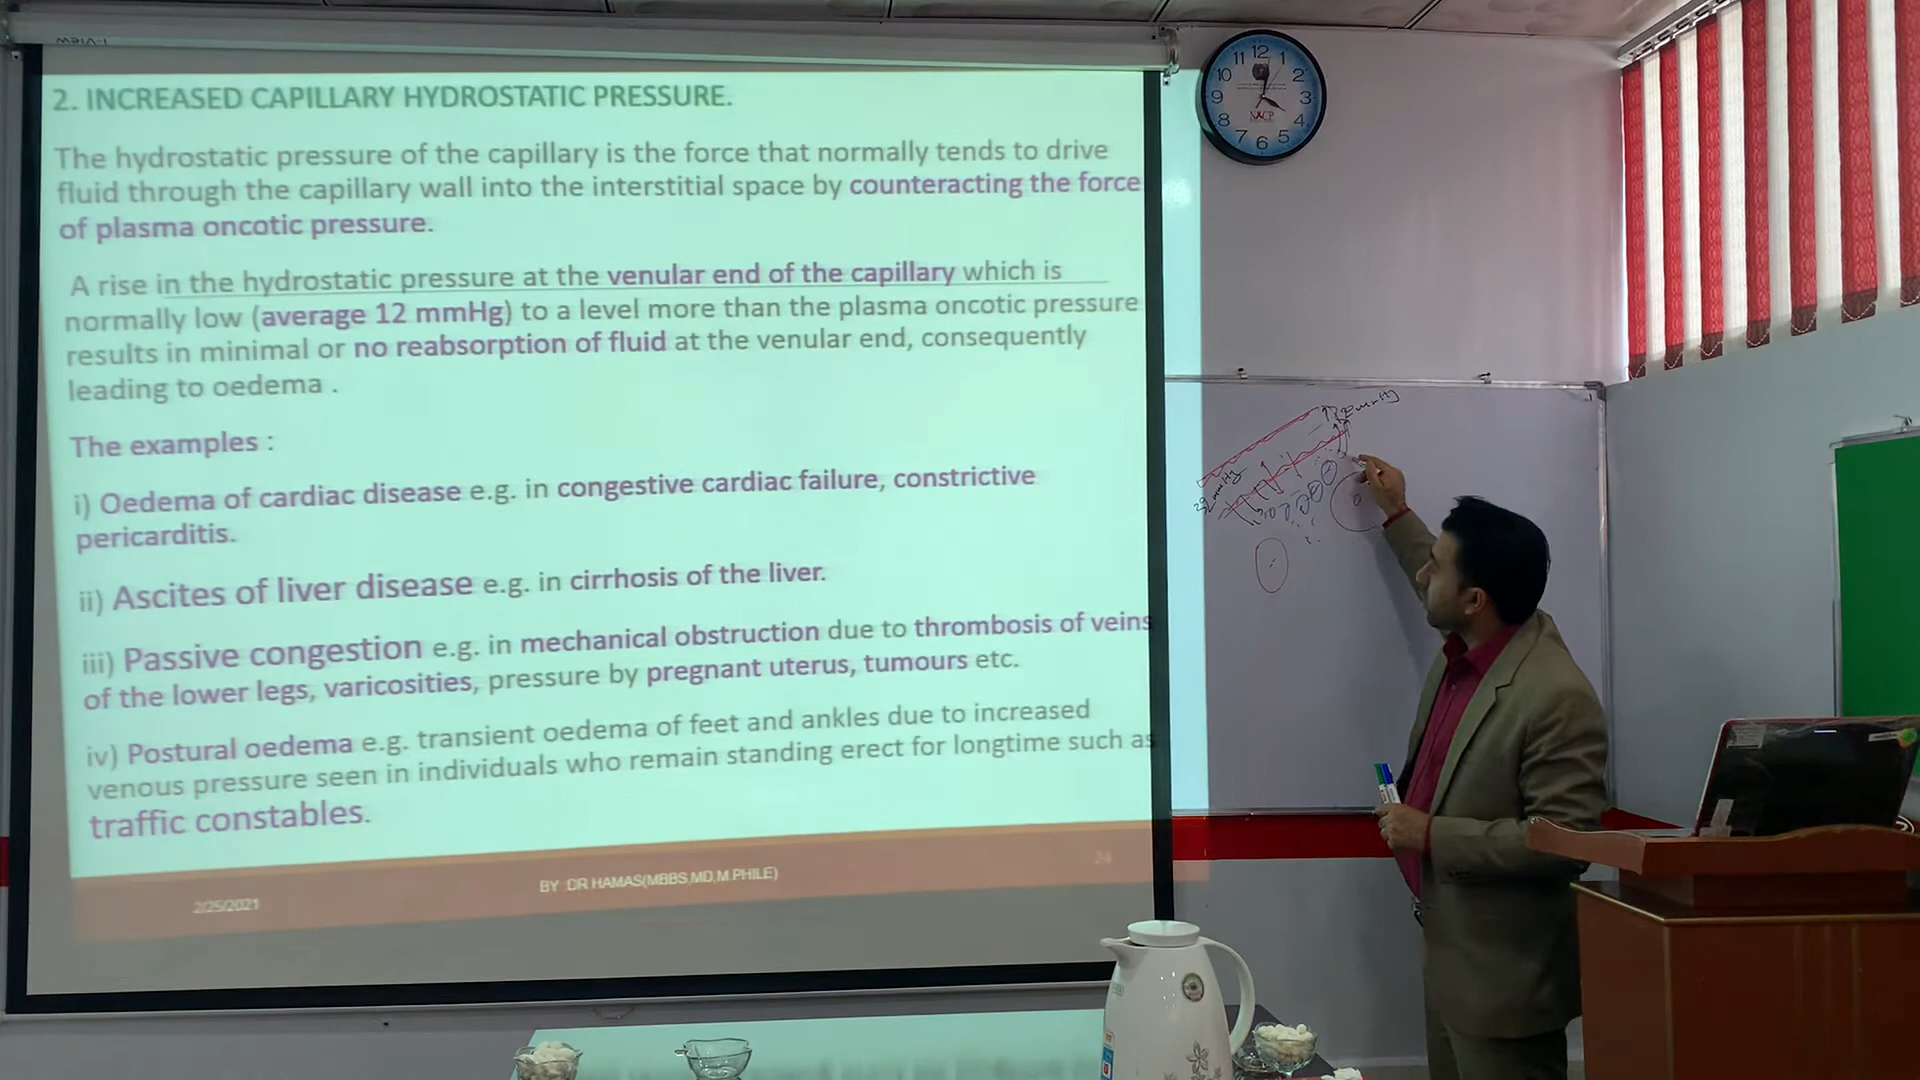 I-VIEW
2. INCREASED CAPILLARY HYDROSTATIC PRESSURE.
The hydrostatic pressure of the capillary is the force that normally tends to drive
fluid through the capillary wall into the interstitial space by counteracting the force
of plasma oncotic pressure.
A rise in the hydrostatic pressure at the venular end of the capillary which is
normally low (average 12 mmHg) to a level more than the plasma oncotic pressure
results in minimal or no reabsorption of fluid at the venular end, consequently
leading to oedema .
The examples :
i) Oedema of cardiac disease e.g. in congestive cardiac failure, constrictive
pericarditis.
ii) Ascites of liver disease e.g. in cirrhosis of the liver.
iii) Passive congestion e.g. in mechanical obstruction due to thrombosis of veins
of the lower legs, varicosities, pressure by pregnant uterus, tumours etc.
iv) Postural oedema e.g. transient oedema of feet and ankles due to increased
venous pressure seen in individuals who remain standing erect for longtime such as
traffic constables.
2/25/2021
BY :DR HAMAS(MBBS,MD,M.PHILE)
24
12
1
2
3
4
5
6
7
8
9
10
11
NACP
32 mmHg